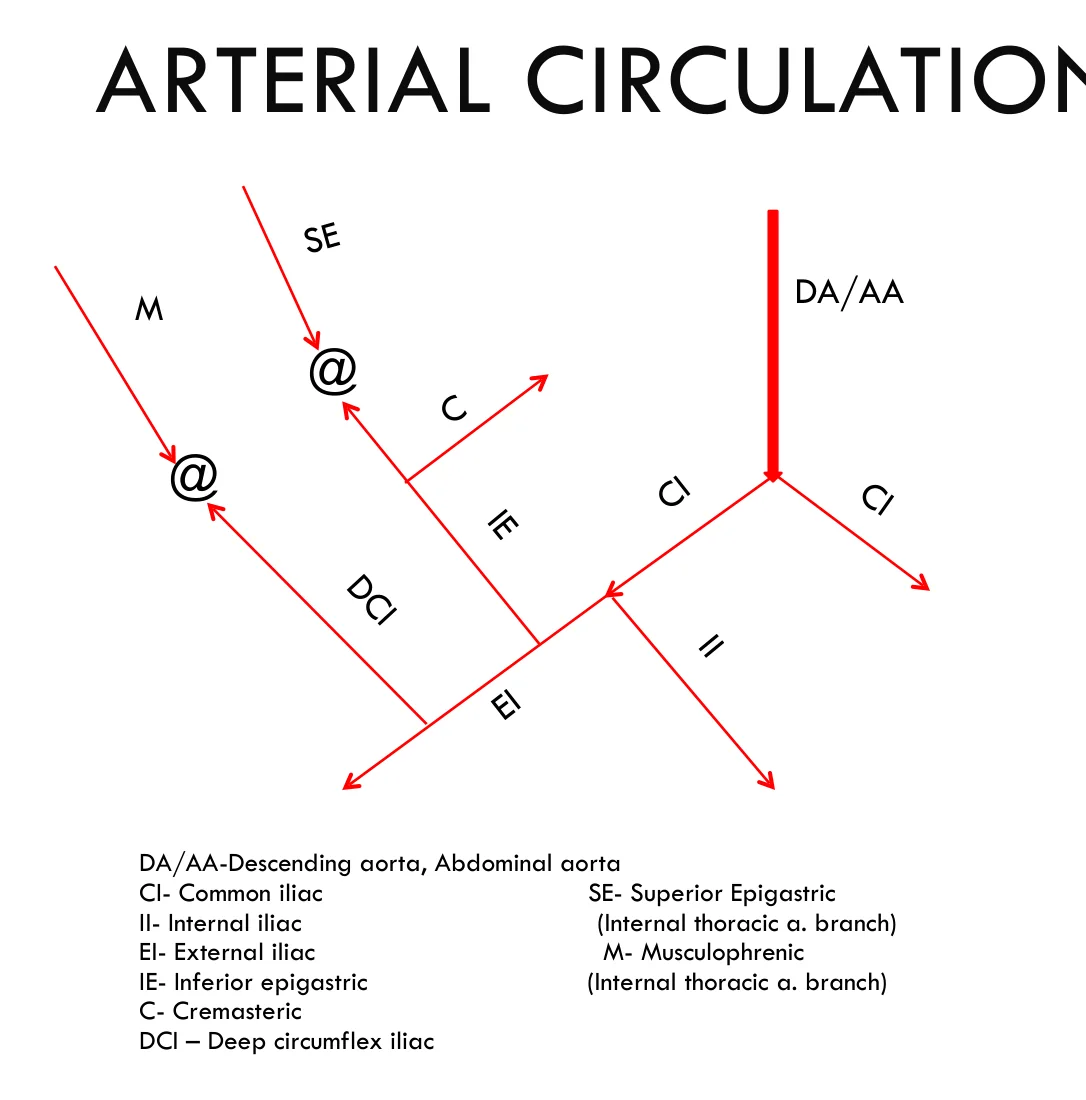 ARTERIAL CIRCULATION
SE
DA/AA
M
@
C
@
CI
CI
IE
DCI
II
EI
DA/AA-Descending aorta, Abdominal aorta
CI- Common iliac
II- Internal iliac
EI- External iliac
IE- Inferior epigastric
C- Cremasteric
DCI – Deep circumflex iliac
SE- Superior Epigastric
(Internal thoracic a. branch)
M- Musculophrenic
(Internal thoracic a. branch)